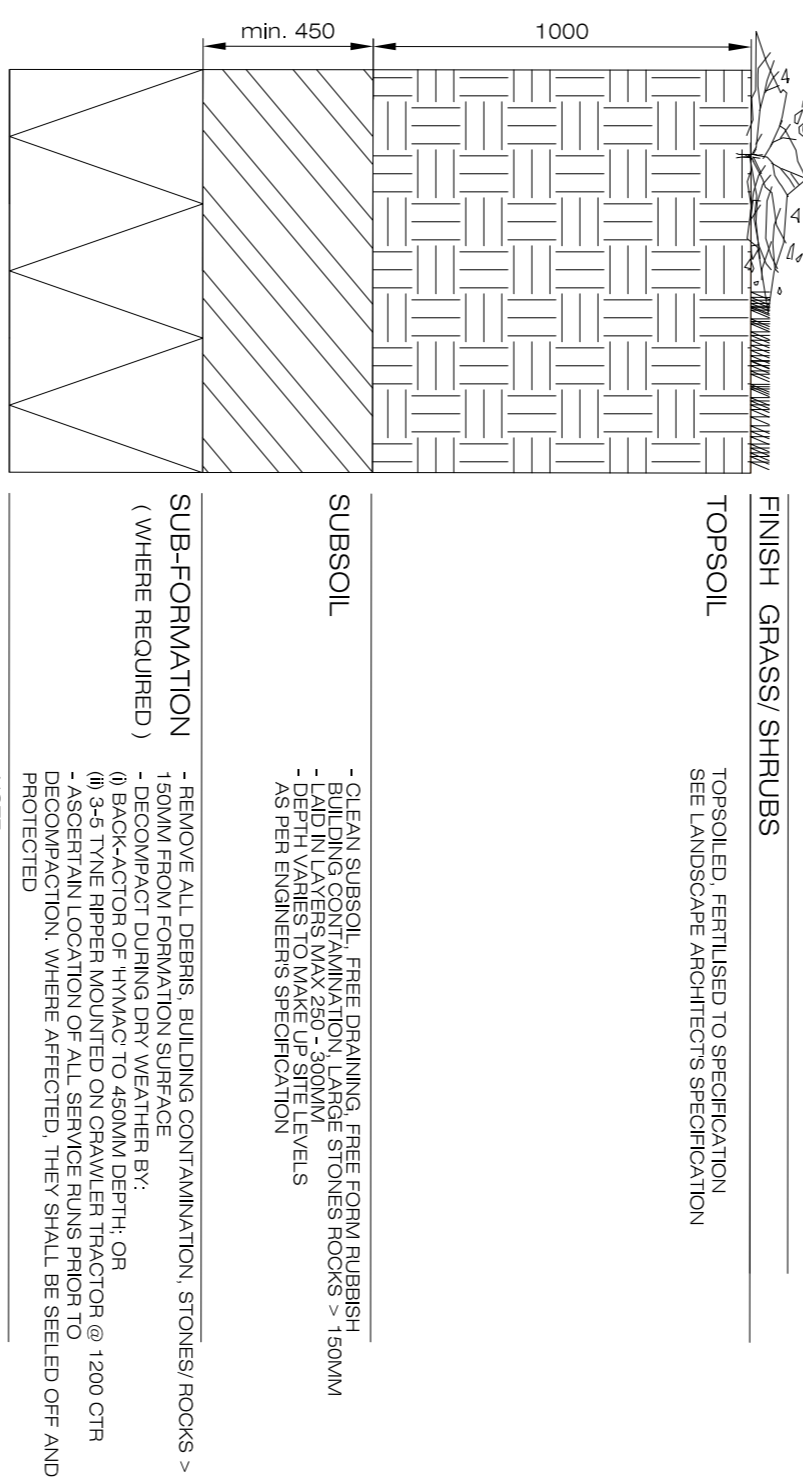 min. 450
1000
FINISH GRASS/ SHRUBS
TOPSOIL
TOPSOILED, FERTILISED TO SPECIFICATION
SEE LANDSCAPE ARCHITECT'S SPECIFICATION
SUBSOIL
- CLEAN SUBSOIL, FREE DRAINING, FREE FORM RUBBISH
BUILDING CONTAMINATION, LARGE STONES ROCKS > 150MM
- LAID IN LAYERS MAX 250 - 300MM
- DEPTH VARIES TO MAKE UP SITE LEVELS
AS PER ENGINEER'S SPECIFICATION
SUB-FORMATION
( WHERE REQUIRED )
- REMOVE ALL DEBRIS, BUILDING CONTAMINATION, STONES/ ROCKS >
150MM FROM FORMATION SURFACE
- DECOMPACT DURING DRY WEATHER BY:
(i) BACK-ACTOR OF 'HYMAC' TO 450MM DEPTH; OR
(ii) 3-5 TYNE RIPPER MOUNTED ON CRAWLER TRACTOR @ 1200 CTR
- ASCERTAIN LOCATION OF ALL SERVICE RUNS PRIOR TO
DECOMPACTION. WHERE AFFECTED, THEY SHALL BE SEELED OFF AND
PROTECTED